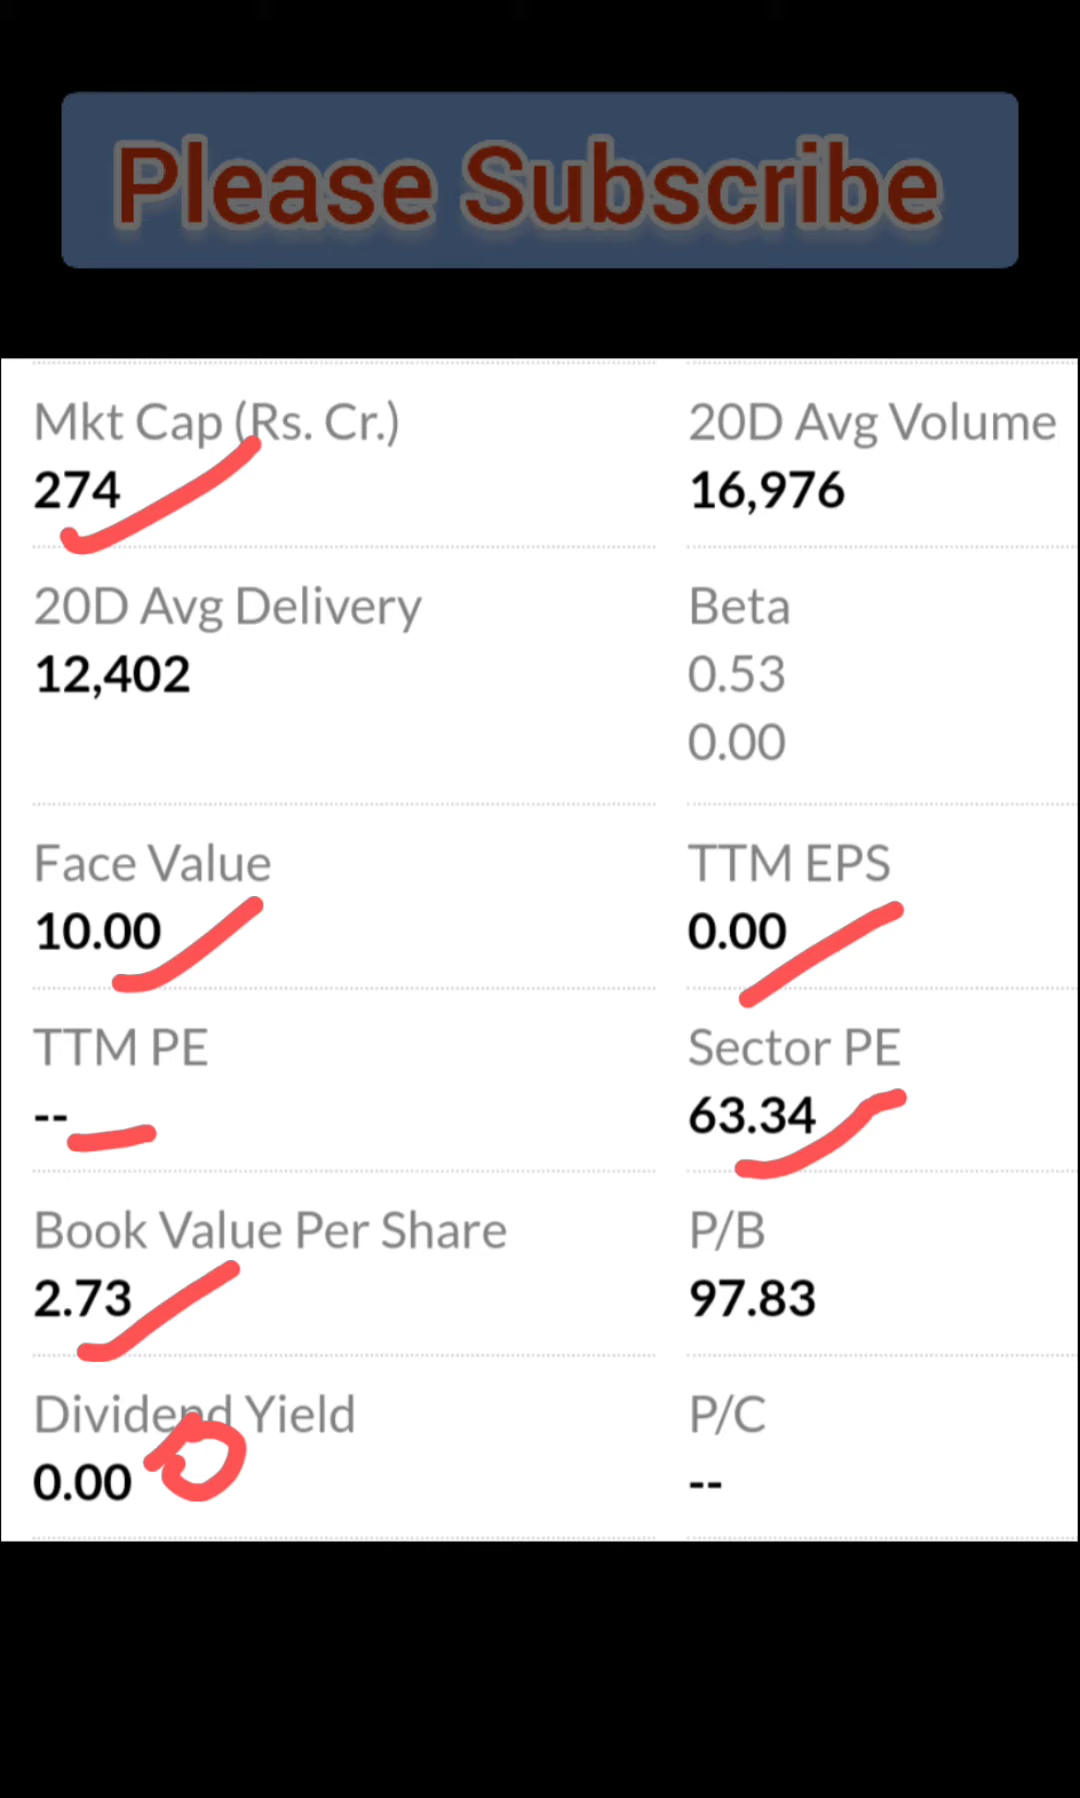 Please Subscribe
Mkt Cap (Rs. Cr.) 20D Avg Volume
274 16,976
20D Avg Delivery Beta
12,402 0.53
0.00
Face Value TTM EPS
10.00 0.00
TTM PE Sector PE
-- 63.34
Book Value Per Share P/B
2.73 97.83
Dividend Yield P/C
0.00 --